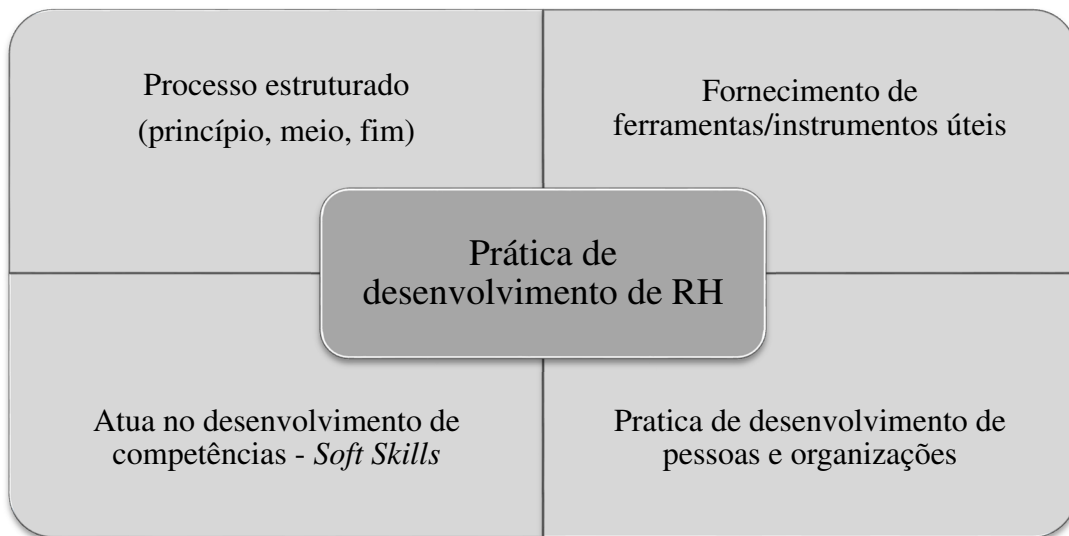 Processo estruturado
(princípio, meio, fim)
Fornecimento de
ferramentas/instrumentos úteis
Prática de
desenvolvimento de RH
Atua no desenvolvimento de
competências - Soft Skills
Pratica de desenvolvimento de
pessoas e organizações